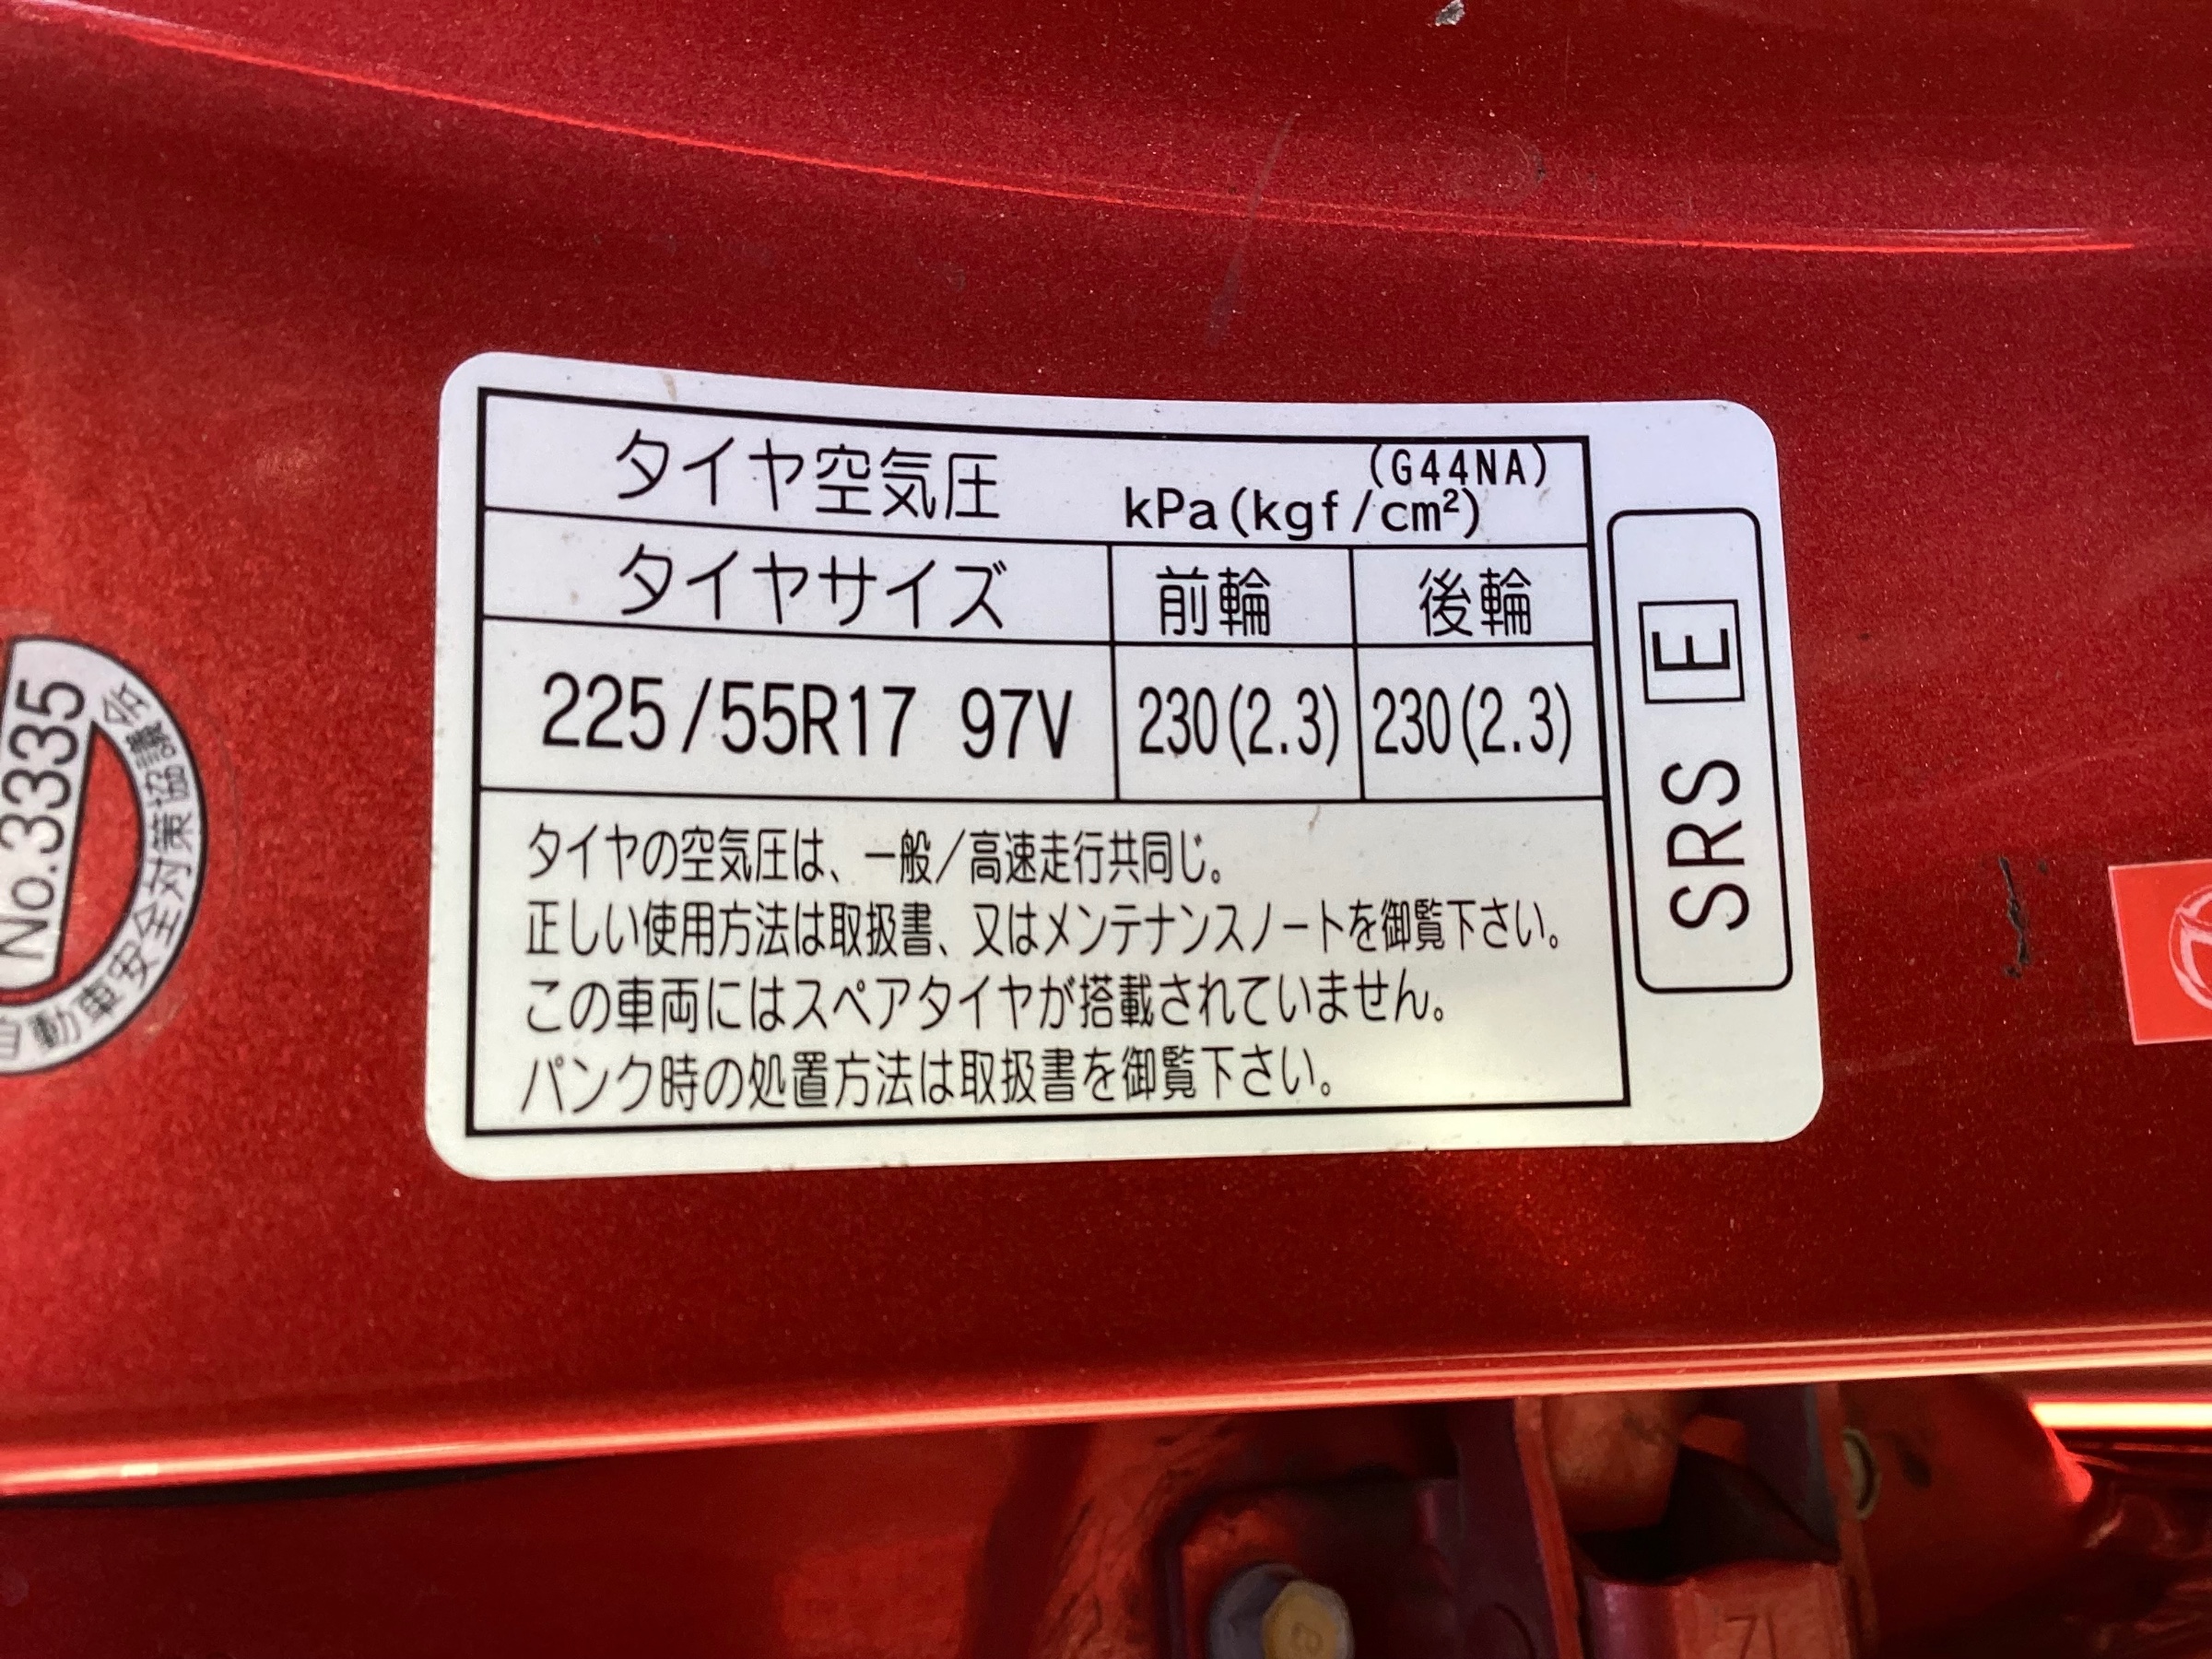 タイヤ空気圧 kPa(kgf/cm²) (G44NA)
タイヤサイズ 前輪 後輪
225/55R17 97V 230(2.3) 230(2.3)
タイヤの空気圧は、一般/高速走行共同じ。
正しい使用方法は取扱書、又はメンテナンスノートを御覧下さい。
この車両にはスペアタイヤが搭載されていません。
パンク時の処置方法は取扱書を御覧下さい。
SRS E
No.3335
自動車安全対策協議会